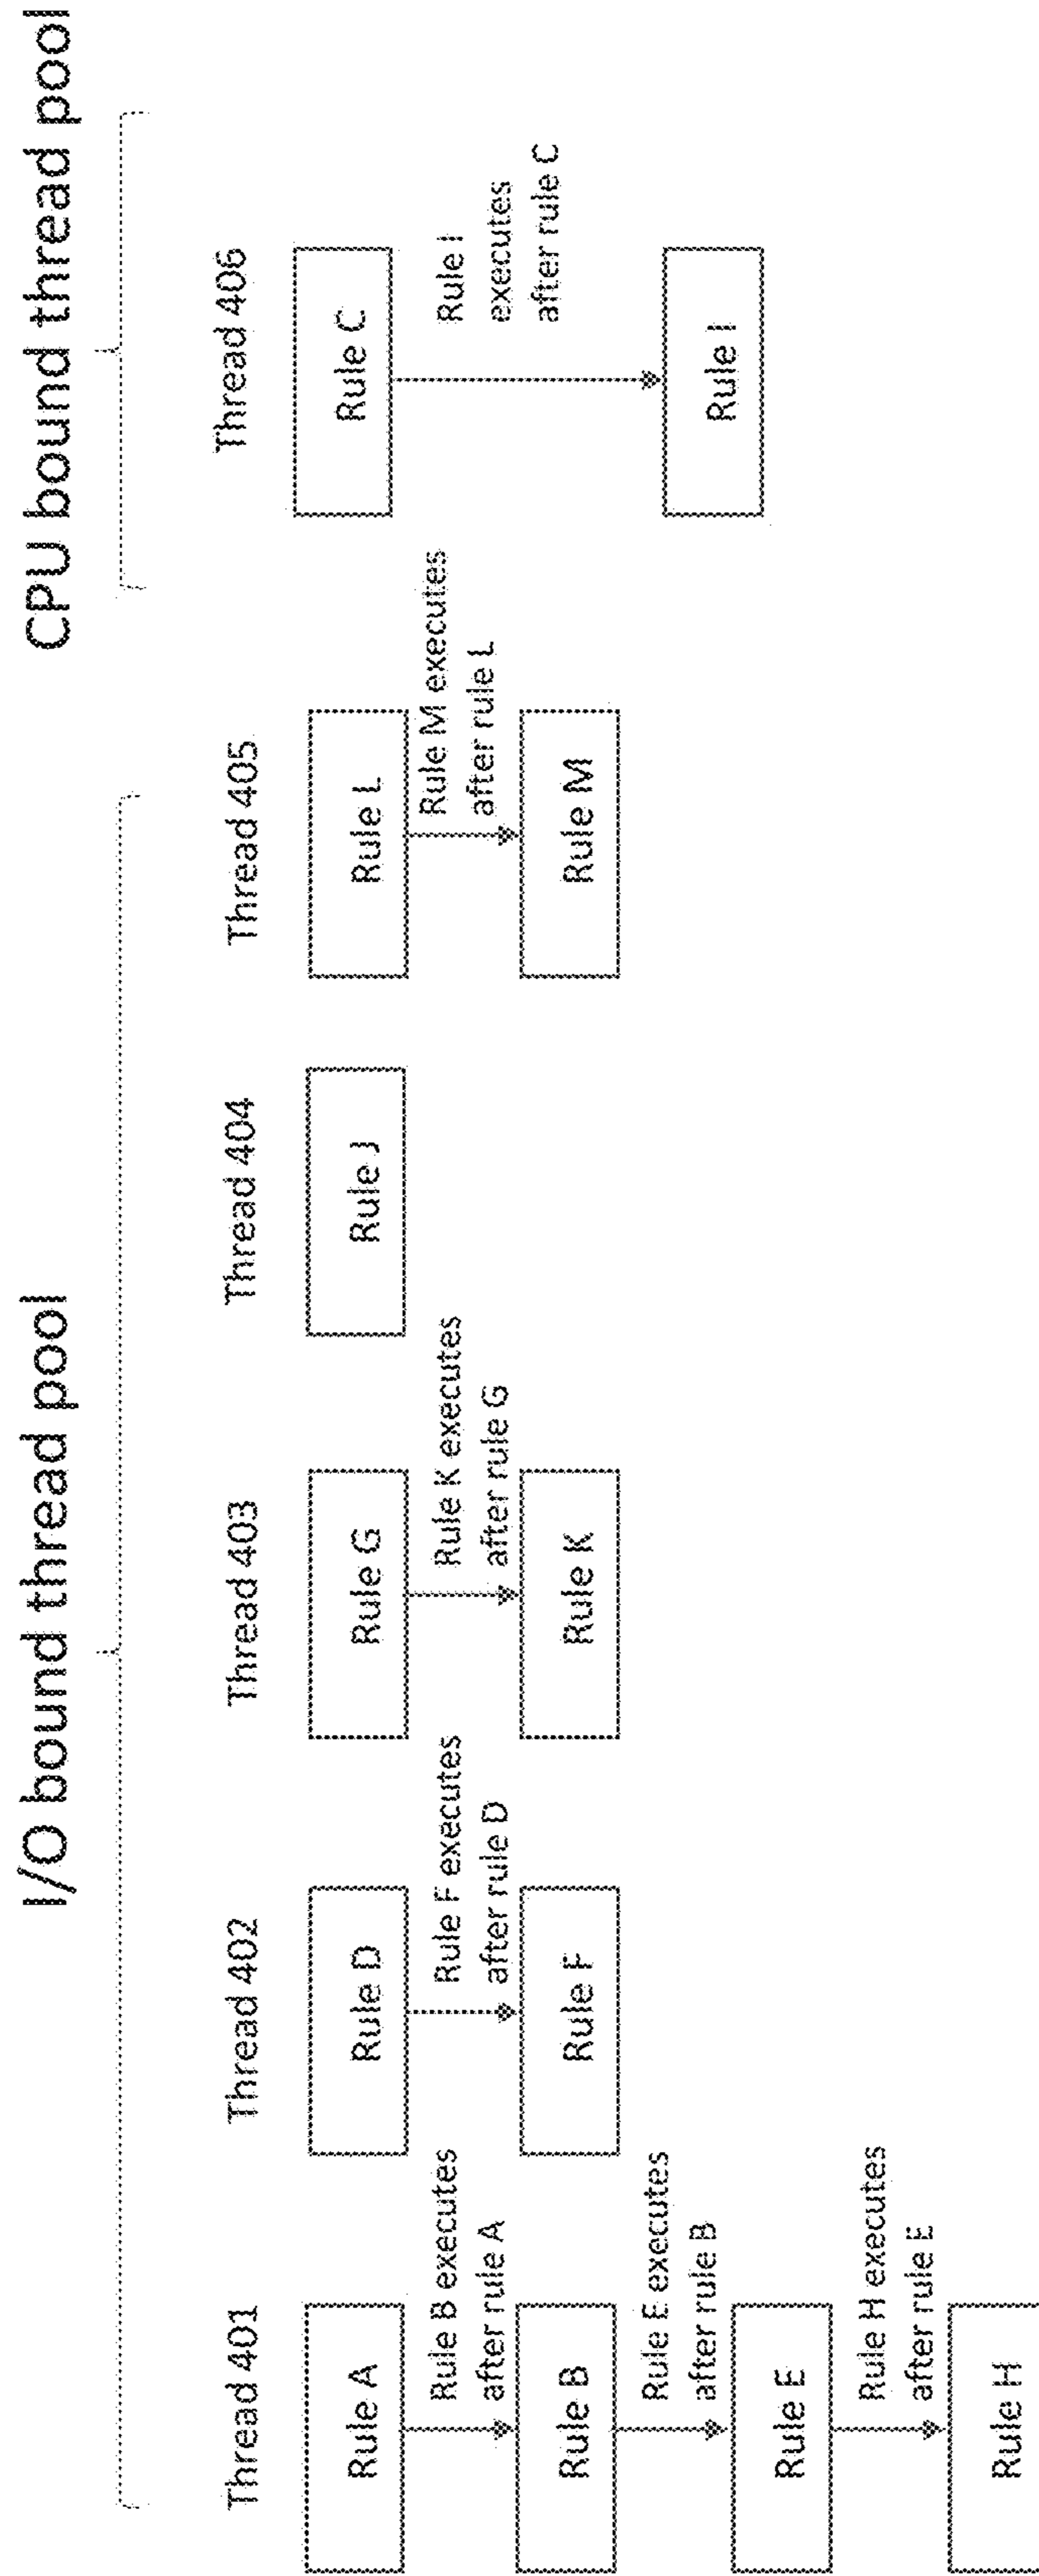 I/O bound thread pool
CPU bound thread pool
Thread 401
Thread 402
Thread 403
Thread 404
Thread 405
Thread 406
Rule A
Rule B executes
after rule A
Rule B
Rule E executes
after rule B
Rule E
Rule H executes
after rule E
Rule H
Rule D
Rule F executes
after rule D
Rule F
Rule G
Rule K executes
after rule G
Rule K
Rule J
Rule L
Rule M executes
after rule L
Rule M
Rule C
Rule I
executes
after rule C
Rule I